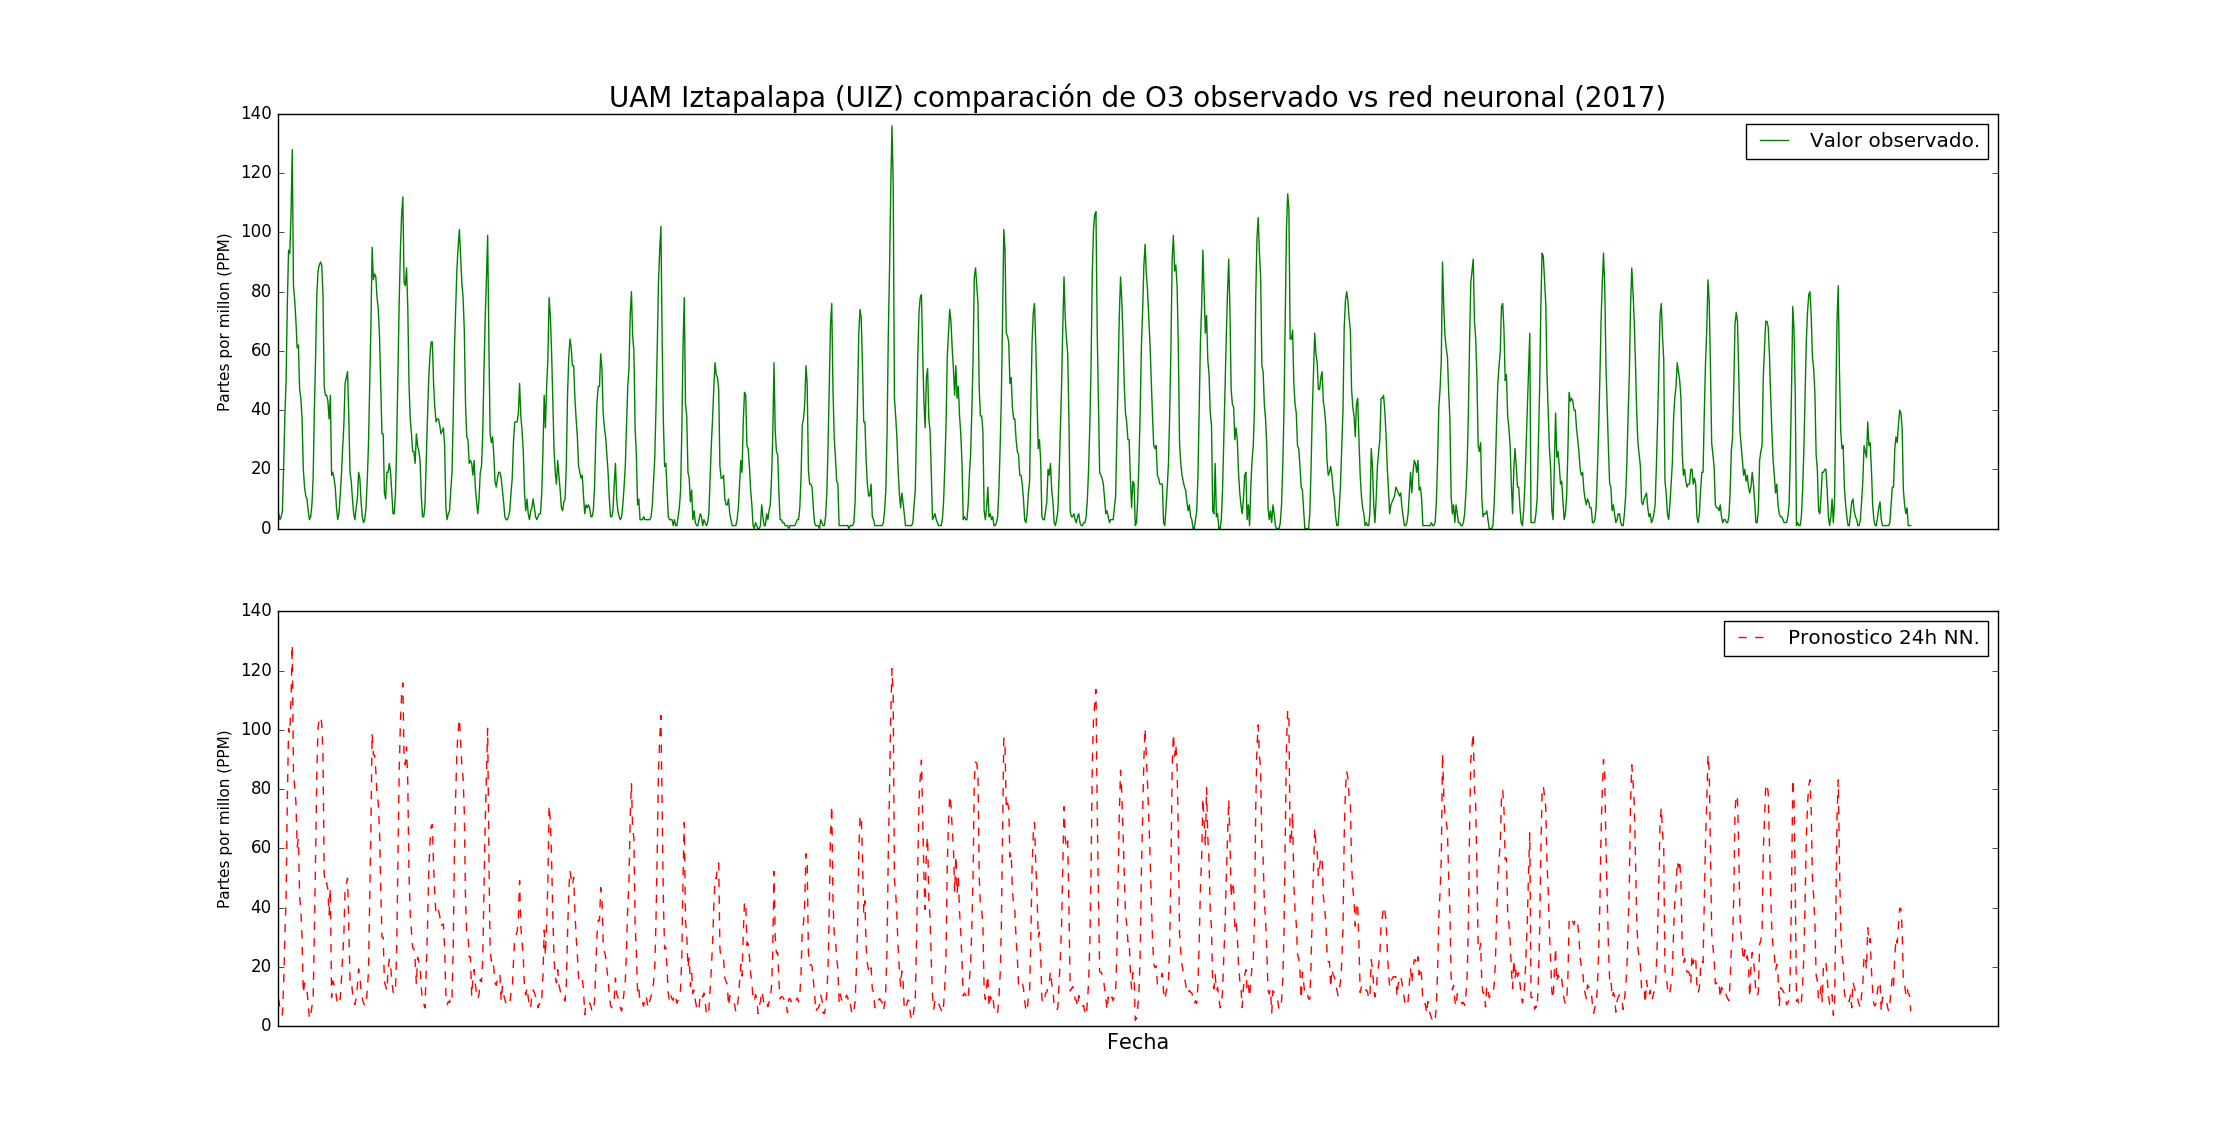 UAM Iztapalapa (UIZ) comparación de O3 observado vs red neuronal (2017)
140
120
100
80
60
40
20
0
Partes por millon (PPM)
Valor observado.
140
120
100
80
60
40
20
0
Partes por millon (PPM)
Pronostico 24h NN.
Fecha